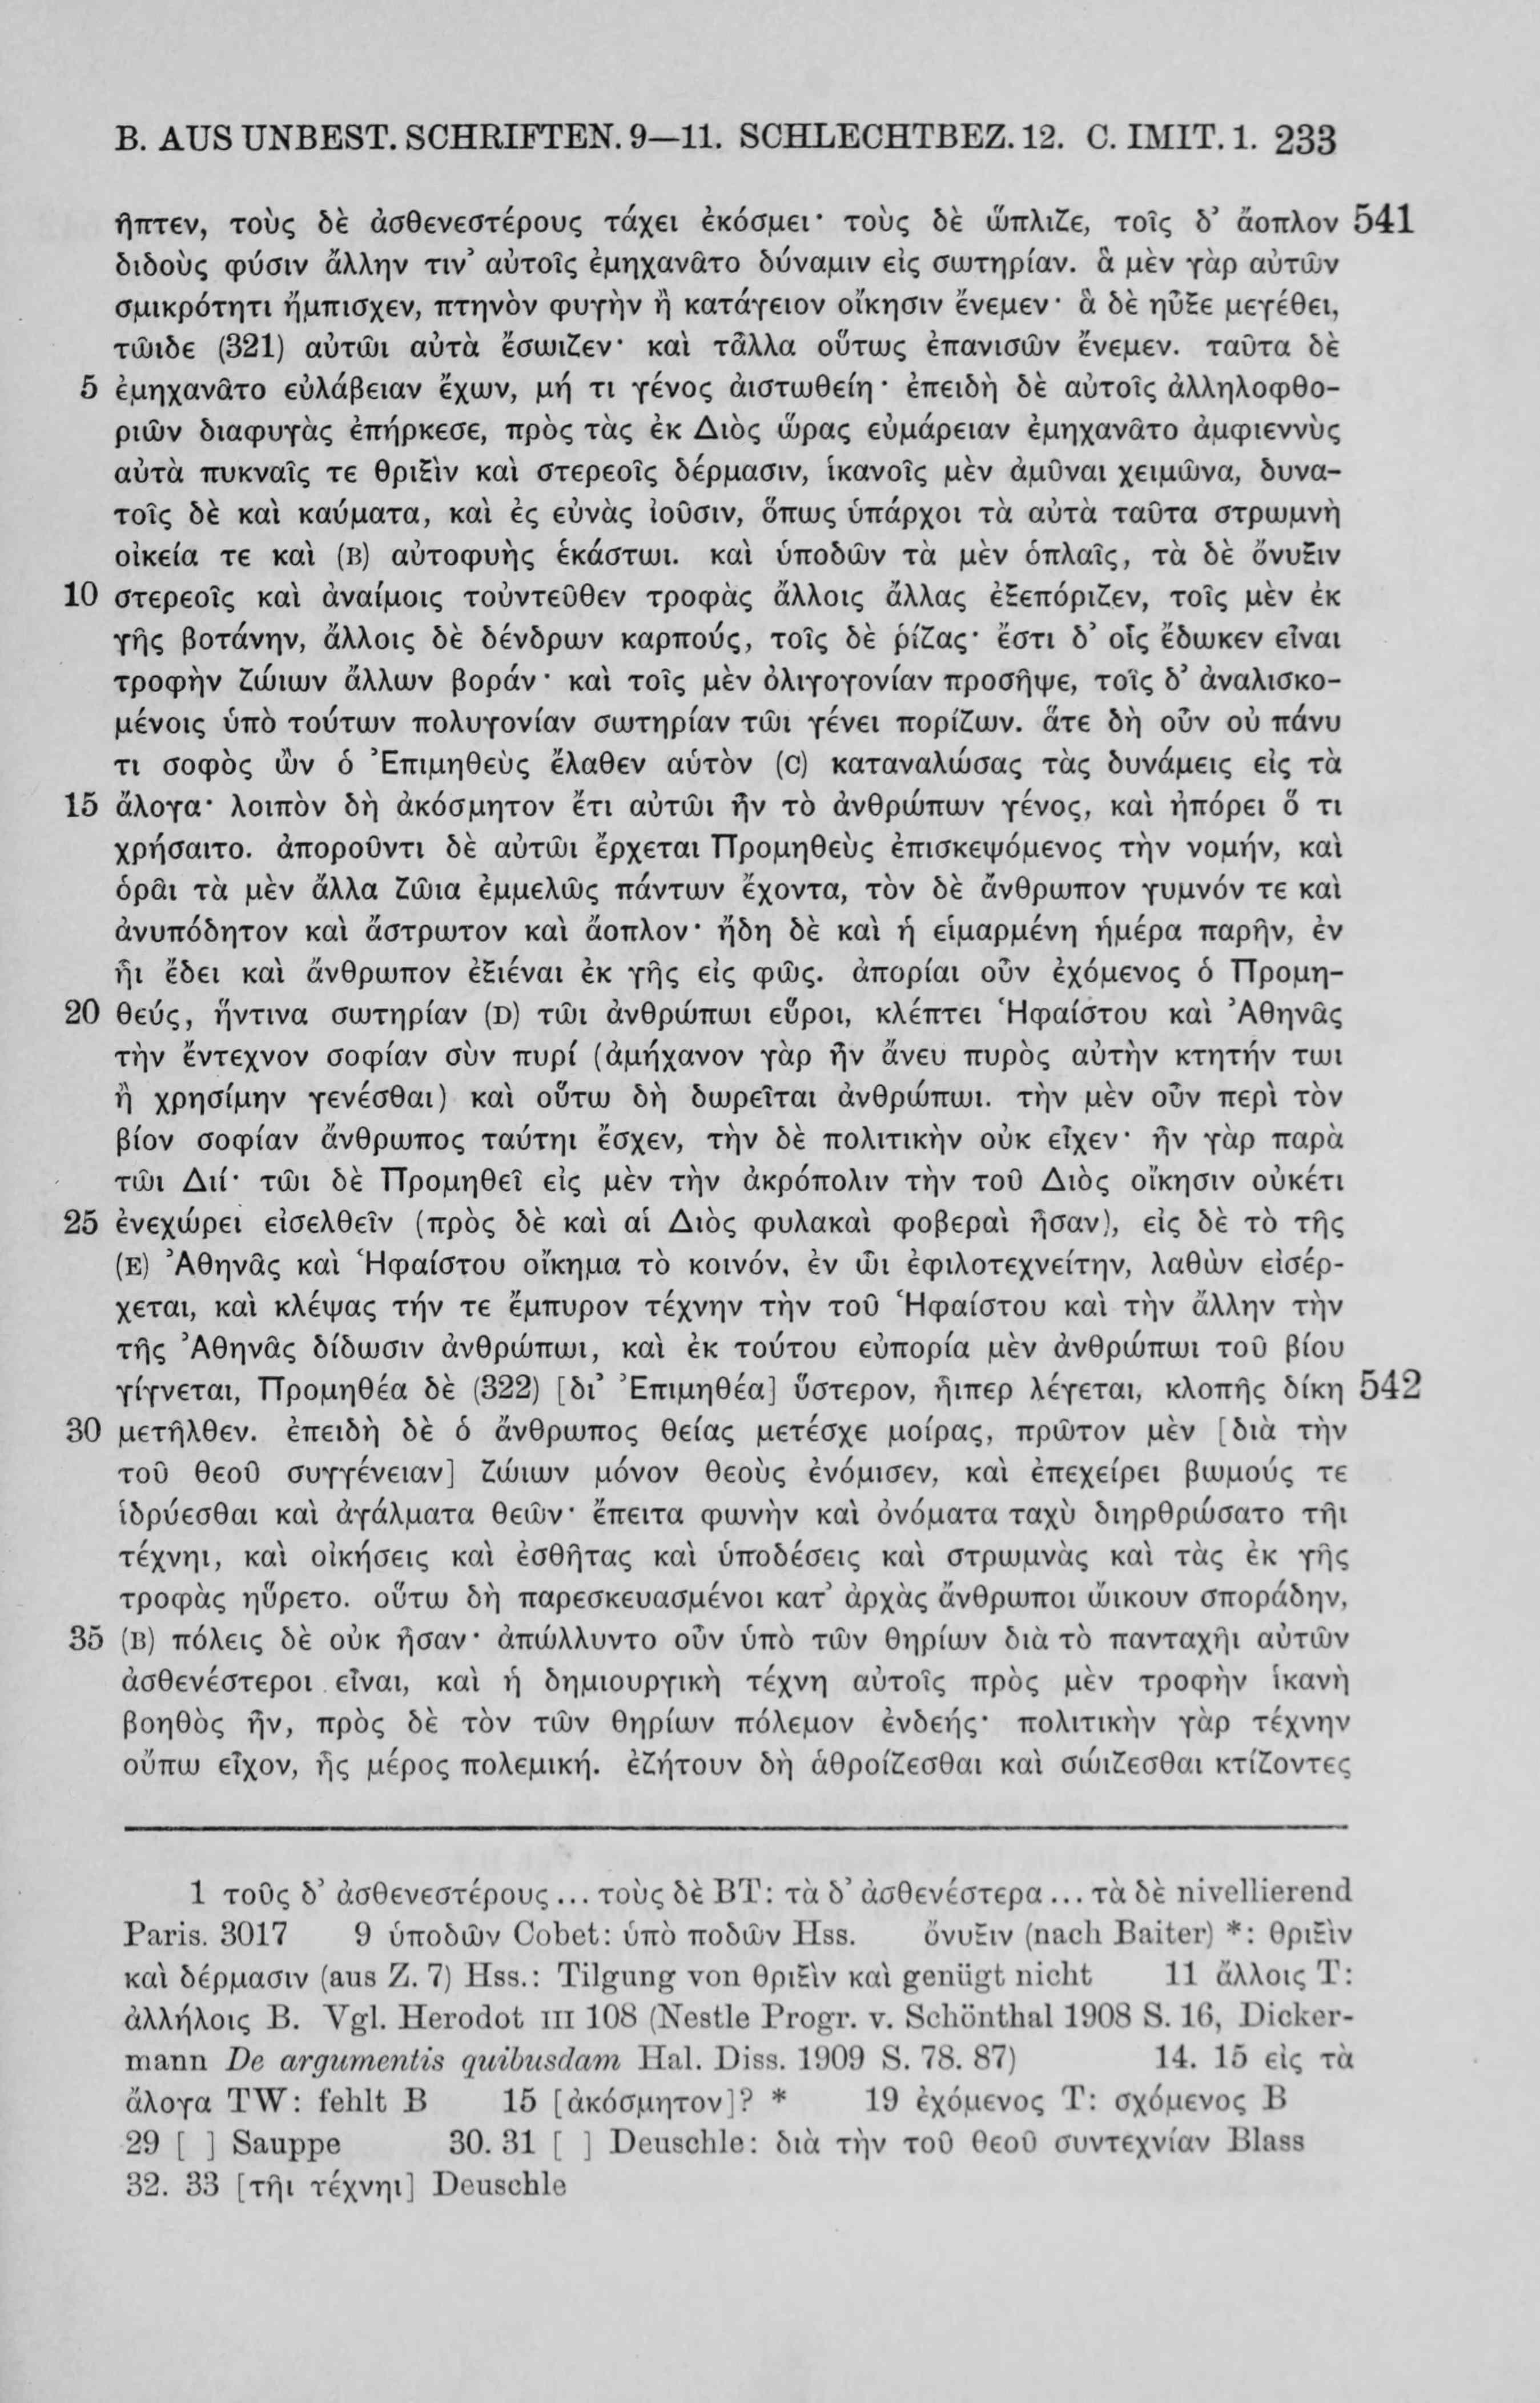 B. AUS UNBEST. SCHRIFTEN. 9—11. SCHLECHTBEZ. 12. C. IMIT. 1. 233
ῆπτεν, τοὺς δὲ ἀσθενεστέρους τάχει ἐκόσμει· τοὺς δὲ ὥπλιζε, τοῖς δ᾽ ἄοπλον 541
διδοὺς φύσιν ἄλλην τιν᾽ αὐτοῖς ἐμηχανᾶτο δύναμιν εἰς σωτηρίαν. ἃ μὲν γὰρ αὐτῶν
σμικρότητι ἤμπισχεν, πτηνὸν φυγὴν ἢ κατάγειον οἴκησιν ἔνεμεν· ἃ δὲ ηὖξε μεγέθει,
τῶιδε (321) αὐτῶι αὐτὰ ἔσωιζεν· καὶ τἆλλα οὕτως ἐπανισῶν ἔνεμεν. ταῦτα δὲ
5 ἐμηχανᾶτο εὐλάβειαν ἔχων, μή τι γένος ἀιστωθείη· ἐπειδὴ δὲ αὐτοῖς ἀλληλοφθο-
ριῶν διαφυγὰς ἐπήρκεσε, πρὸς τὰς ἐκ Διὸς ὥρας εὐμάρειαν ἐμηχανᾶτο ἀμφιεννὺς
αὐτὰ πυκναῖς τε θριξὶν καὶ στερεοῖς δέρμασιν, ἱκανοῖς μὲν ἀμῦναι χειμῶνα, δυνα-
τοῖς δὲ καὶ καύματα, καὶ ἐς εὐνὰς ἰοῦσιν, ὅπως ὑπάρχοι τὰ αὐτὰ ταῦτα στρωμνὴ
οἰκεία τε καὶ (B) αὐτοφυὴς ἑκάστωι. καὶ ὑποδῶν τὰ μὲν ὁπλαῖς, τὰ δὲ ὄνυξιν
10 στερεοῖς καὶ ἀναίμοις τοὐντεῦθεν τροφὰς ἄλλοις ἄλλας ἐξεπόριζεν, τοῖς μὲν ἐκ
γῆς βοτάνην, ἄλλοις δὲ δένδρων καρπούς, τοῖς δὲ ῥίζας· ἔστι δ᾽ οἷς ἔδωκεν εἶναι
τροφὴν ζώιων ἄλλων βοράν· καὶ τοῖς μὲν ὀλιγογονίαν προσῆψε, τοῖς δ᾽ ἀναλισκο-
μένοις ὑπὸ τούτων πολυγονίαν σωτηρίαν τῶι γένει πορίζων. ἅτε δὴ οὖν οὐ πάνυ
τι σοφὸς ὢν ὁ Ἐπιμηθεὺς ἔλαθεν αὑτὸν (C) καταναλώσας τὰς δυνάμεις εἰς τὰ
15 ἄλογα· λοιπὸν δὴ ἀκόσμητον ἔτι αὐτῶι ἦν τὸ ἀνθρώπων γένος, καὶ ἠπόρει ὅ τι
χρήσαιτο. ἀποροῦντι δὲ αὐτῶι ἔρχεται Προμηθεὺς ἐπισκεψόμενος τὴν νομήν, καὶ
ὁρᾶι τὰ μὲν ἄλλα ζῶια ἐμμελῶς πάντων ἔχοντα, τὸν δὲ ἄνθρωπον γυμνόν τε καὶ
ἀνυπόδητον καὶ ἄστρωτον καὶ ἄοπλον· ἤδη δὲ καὶ ἡ εἱμαρμένη ἡμέρα παρῆν, ἐν
ἧι ἔδει καὶ ἄνθρωπον ἐξιέναι ἐκ γῆς εἰς φῶς. ἀπορίαι οὖν ἐχόμενος ὁ Προμη-
20 θεύς, ἥντινα σωτηρίαν (D) τῶι ἀνθρώπωι εὕροι, κλέπτει Ἡφαίστου καὶ Ἀθηνᾶς
τὴν ἔντεχνον σοφίαν σὺν πυρί (ἀμήχανον γὰρ ἦν ἄνευ πυρὸς αὐτὴν κτητήν τωι
ἢ χρησίμην γενέσθαι) καὶ οὕτω δὴ δωρεῖται ἀνθρώπωι. τὴν μὲν οὖν περὶ τὸν
βίον σοφίαν ἄνθρωπος ταύτηι ἔσχεν, τὴν δὲ πολιτικὴν οὐκ εἶχεν· ἦν γὰρ παρὰ
τῶι Διί· τῶι δὲ Προμηθεῖ εἰς μὲν τὴν ἀκρόπολιν τὴν τοῦ Διὸς οἴκησιν οὐκέτι
25 ἐνεχώρει εἰσελθεῖν (πρὸς δὲ καὶ αἱ Διὸς φυλακαὶ φοβεραὶ ἦσαν), εἰς δὲ τὸ τῆς
(E) Ἀθηνᾶς καὶ Ἡφαίστου οἴκημα τὸ κοινόν, ἐν ὧι ἐφιλοτεχνείτην, λαθὼν εἰσέρ-
χεται, καὶ κλέψας τήν τε ἔμπυρον τέχνην τὴν τοῦ Ἡφαίστου καὶ τὴν ἄλλην τὴν
τῆς Ἀθηνᾶς δίδωσιν ἀνθρώπωι, καὶ ἐκ τούτου εὐπορία μὲν ἀνθρώπωι τοῦ βίου
γίγνεται, Προμηθέα δὲ (322) [δι᾽ Ἐπιμηθέα] ὕστερον, ἧιπερ λέγεται, κλοπῆς δίκη 542
30 μετῆλθεν. ἐπειδὴ δὲ ὁ ἄνθρωπος θείας μετέσχε μοίρας, πρῶτον μὲν [διὰ τὴν
τοῦ θεοῦ συγγένειαν] ζώιων μόνον θεοὺς ἐνόμισεν, καὶ ἐπεχείρει βωμούς τε
ἱδρύεσθαι καὶ ἀγάλματα θεῶν· ἔπειτα φωνὴν καὶ ὀνόματα ταχὺ διηρθρώσατο τῆι
τέχνηι, καὶ οἰκήσεις καὶ ἐσθῆτας καὶ ὑποδέσεις καὶ στρωμνὰς καὶ τὰς ἐκ γῆς
τροφὰς ηὕρετο. οὕτω δὴ παρεσκευασμένοι κατ᾽ ἀρχὰς ἄνθρωποι ὤικουν σποράδην,
35 (B) πόλεις δὲ οὐκ ἦσαν· ἀπώλλυντο οὖν ὑπὸ τῶν θηρίων διὰ τὸ πανταχῆι αὐτῶν
ἀσθενέστεροι εἶναι, καὶ ἡ δημιουργικὴ τέχνη αὐτοῖς πρὸς μὲν τροφὴν ἱκανὴ
βοηθὸς ἦν, πρὸς δὲ τὸν τῶν θηρίων πόλεμον ἐνδεής· πολιτικὴν γὰρ τέχνην
οὔπω εἶχον, ἧς μέρος πολεμική. ἐζήτουν δὴ ἁθροίζεσθαι καὶ σώιζεσθαι κτίζοντες
1 τοῦς δ᾽ ἀσθενεστέρους ... τοὺς δὲ BT: τὰ δ᾽ ἀσθενέστερα ... τὰ δὲ nivellierend
Paris. 3017 9 ὑποδῶν Cobet: ὑπὸ ποδῶν Hss. ὄνυξιν (nach Baiter) *: θριξὶν
καὶ δέρμασιν (aus Z. 7) Hss.: Tilgung von θριξὶν καὶ genügt nicht 11 ἄλλοις T:
ἀλλήλοις B. Vgl. Herodot III 108 (Nestle Progr. v. Schönthal 1908 S. 16, Dicker-
mann De argumentis quibusdam Hal. Diss. 1909 S. 78. 87) 14. 15 εἰς τὰ
ἄλογα TW: fehlt B 15 [ἀκόσμητον]? * 19 ἐχόμενος T: σχόμενος B
29 [ ] Sauppe 30. 31 [ ] Deuschle: διὰ τὴν τοῦ θεοῦ συντεχνίαν Blass
32. 33 [τῆι τέχνηι] Deuschle